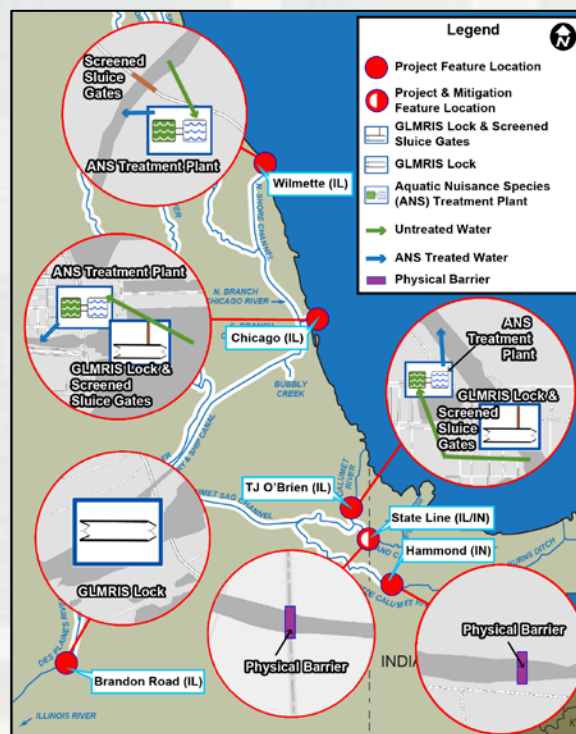 Legend
N
Project Feature Location
Project & Mitigation
Feature Location
GLMRIS Lock & Screened
Sluice Gates
GLMRIS Lock
Aquatic Nuisance Species
(ANS) Treatment Plant
Untreated Water
ANS Treated Water
Physical Barrier
Screened
Sluice
Gates
ANS Treatment Plant
Wilmette (IL)
N. SHORE CHANNEL
N. BRANCH
CHICAGO RIVER
ANS Treatment Plant
GLMRIS Lock &
Screened
Sluice Gates
Chicago (IL)
BUBBLY
CREEK
ANS
Treatment
Plant
GLMRIS Lock &
Screened
Sluice
Gates
& SHIP CANAL
CALUMET
RIVER
TJ O'Brien (IL)
SAG CHANNEL
State Line (IL/IN)
Hammond (IN)
BURNS DITCH
GLMRIS Lock
Physical Barrier
Physical Barrier
DES PLAINES
Brandon Road (IL)
ILLINOIS RIVER